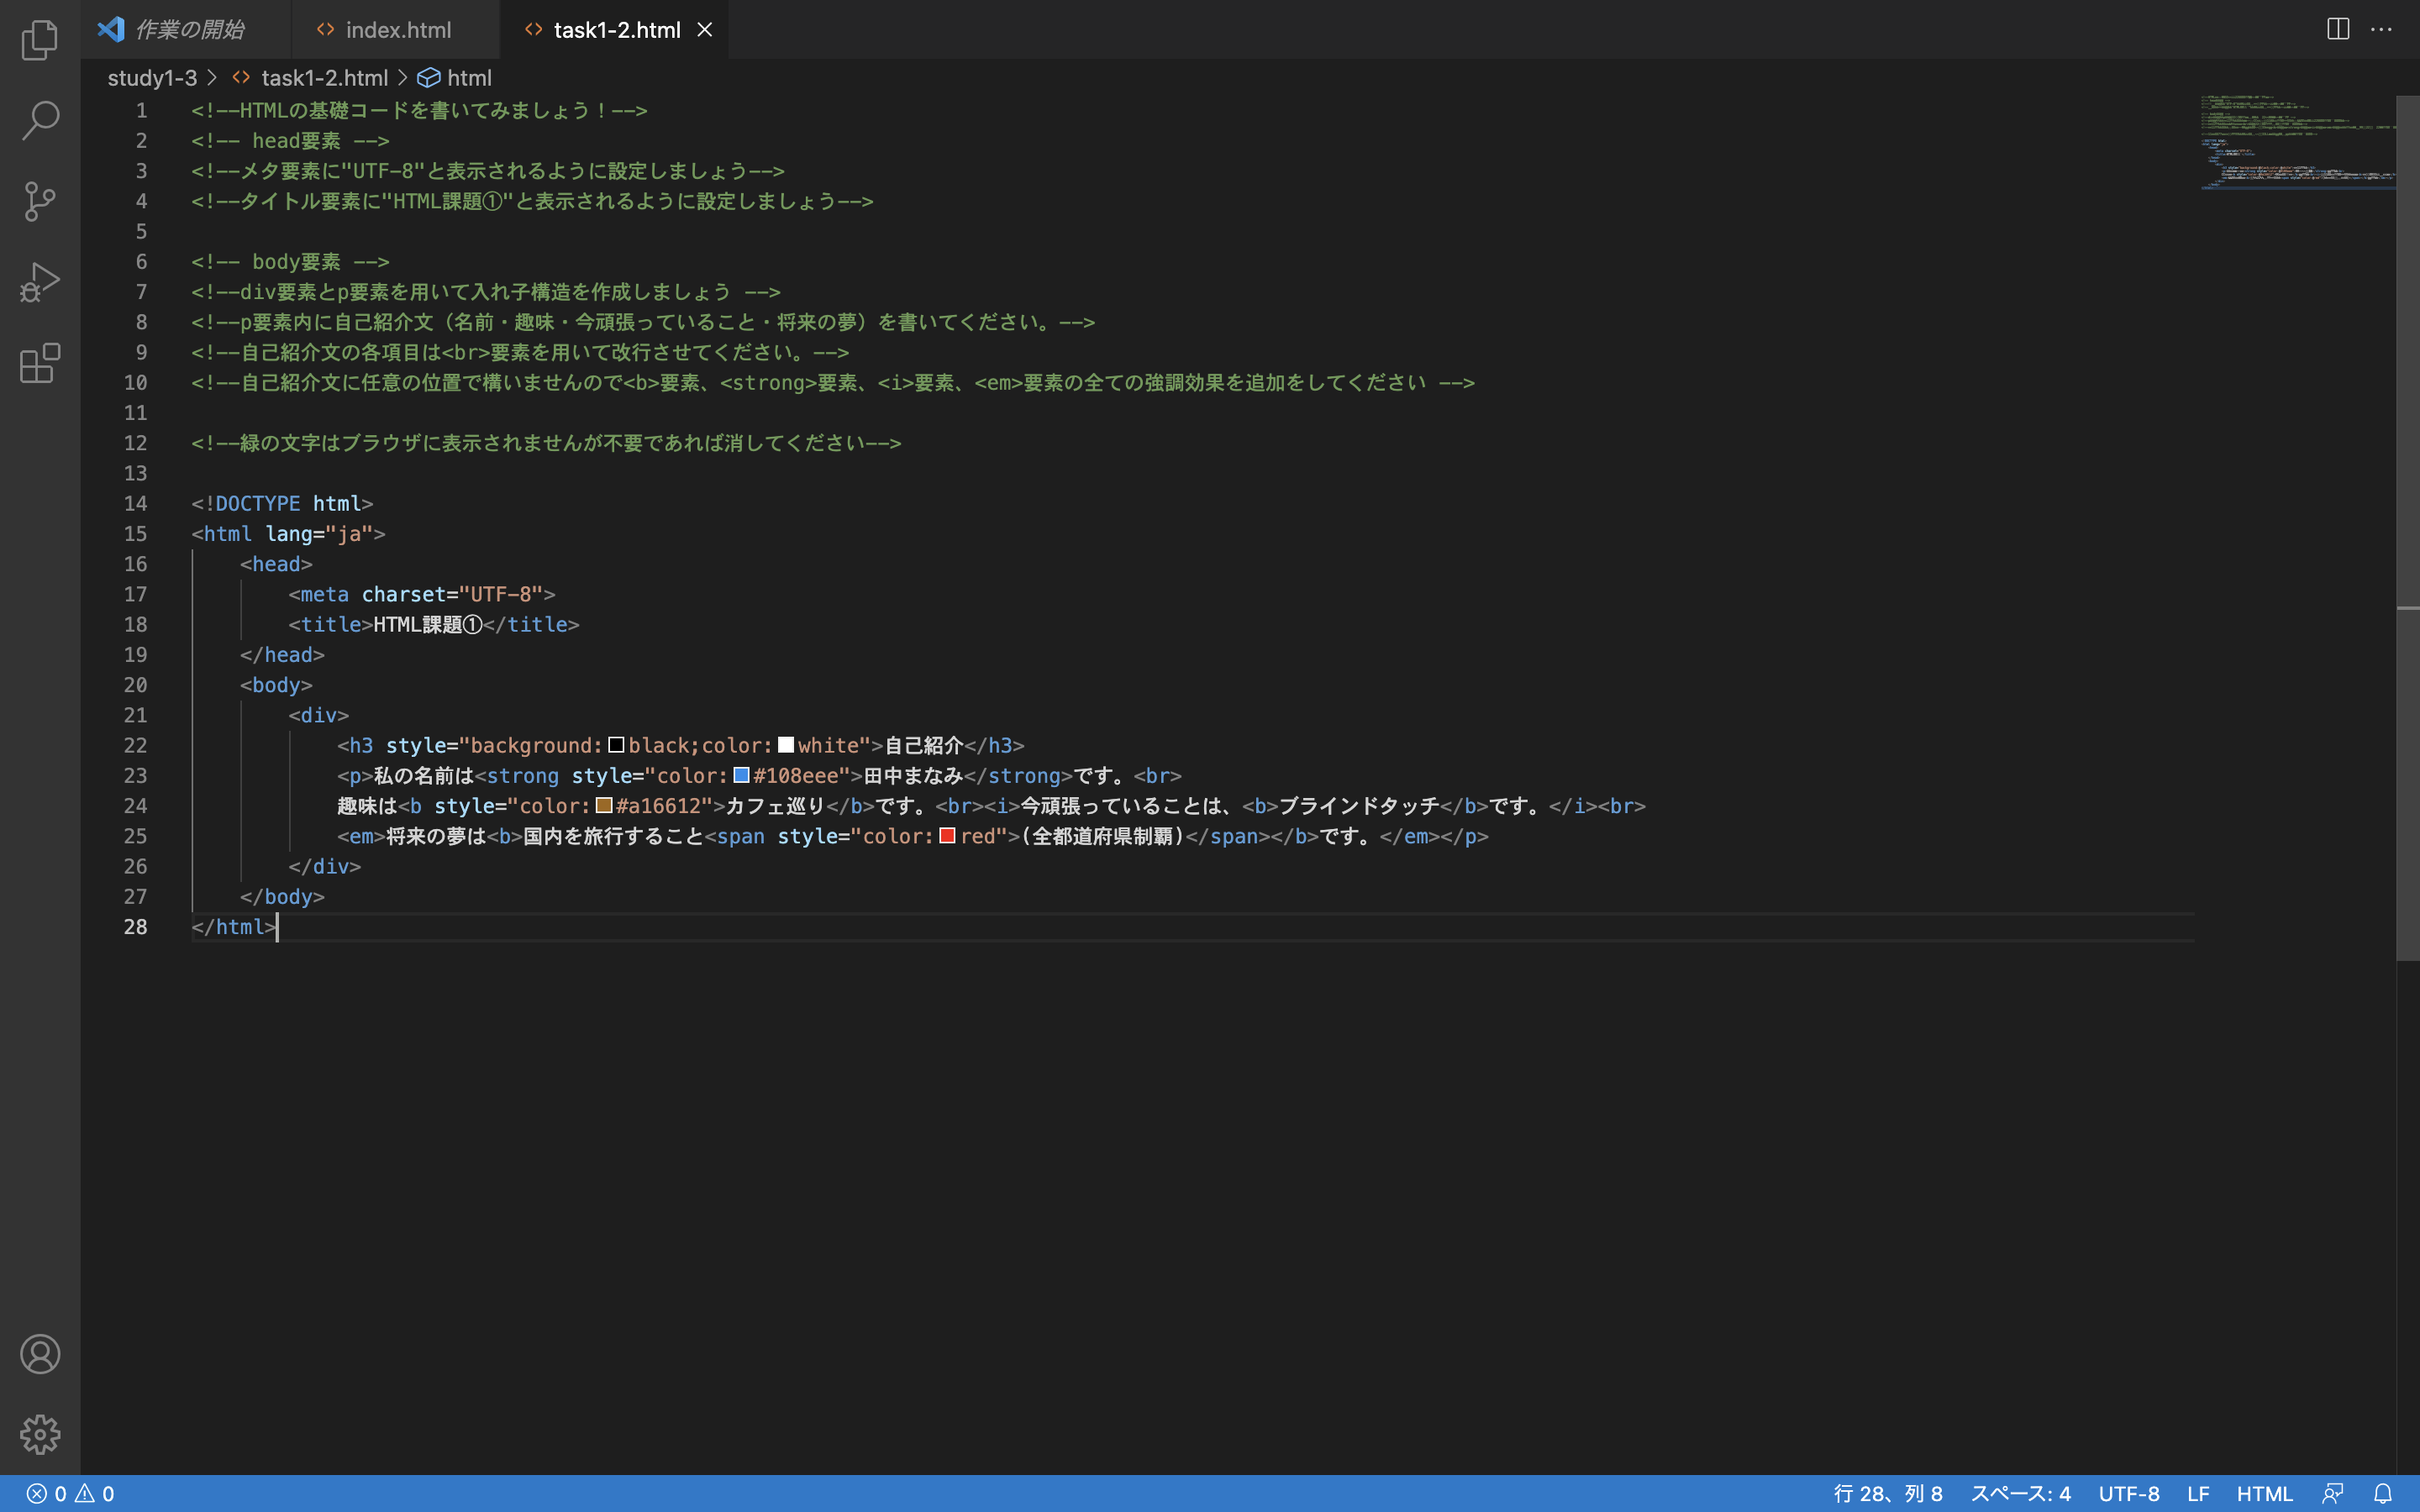 作業の開始
index.html
task1-2.html
study1-3 > task1-2.html > html
1 <!--HTMLの基礎コードを書いてみましょう！-->
2 <!-- head要素 -->
3 <!--メタ要素に"UTF-8"と表示されるように設定しましょう-->
4 <!--タイトル要素に"HTML課題①"と表示されるように設定しましょう-->
5
6 <!-- body要素 -->
7 <!--div要素とp要素を用いて入れ子構造を作成しましょう -->
8 <!--p要素内に自己紹介文（名前・趣味・今頑張っていること・将来の夢）を書いてください。-->
9 <!--自己紹介文の各項目は<br>要素を用いて改行させてください。-->
10 <!--自己紹介文に任意の位置で構いませんので<b>要素、<strong>要素、<i>要素、<em>要素の全ての強調効果を追加をしてください -->
11
12 <!--緑の文字はブラウザに表示されませんが不要であれば消してください-->
13
14 <!DOCTYPE html>
15 <html lang="ja">
16 <head>
17 <meta charset="UTF-8">
18 <title>HTML課題①</title>
19 </head>
20 <body>
21 <div>
22 <h3 style="background:black;color:white">自己紹介</h3>
23 <p>私の名前は<strong style="color:#108eee">田中まなみ</strong>です。<br>
24 趣味は<b style="color:#a16612">カフェ巡り</b>です。<br><i>今頑張っていることは、<b>ブラインドタッチ</b>です。</i><br>
25 <em>将来の夢は<b>国内を旅行すること<span style="color:red">(全都道府県制覇)</span></b>です。</em></p>
26 </div>
27 </body>
28 </html>
0 0
行 28、列 8 スペース: 4 UTF-8 LF HTML